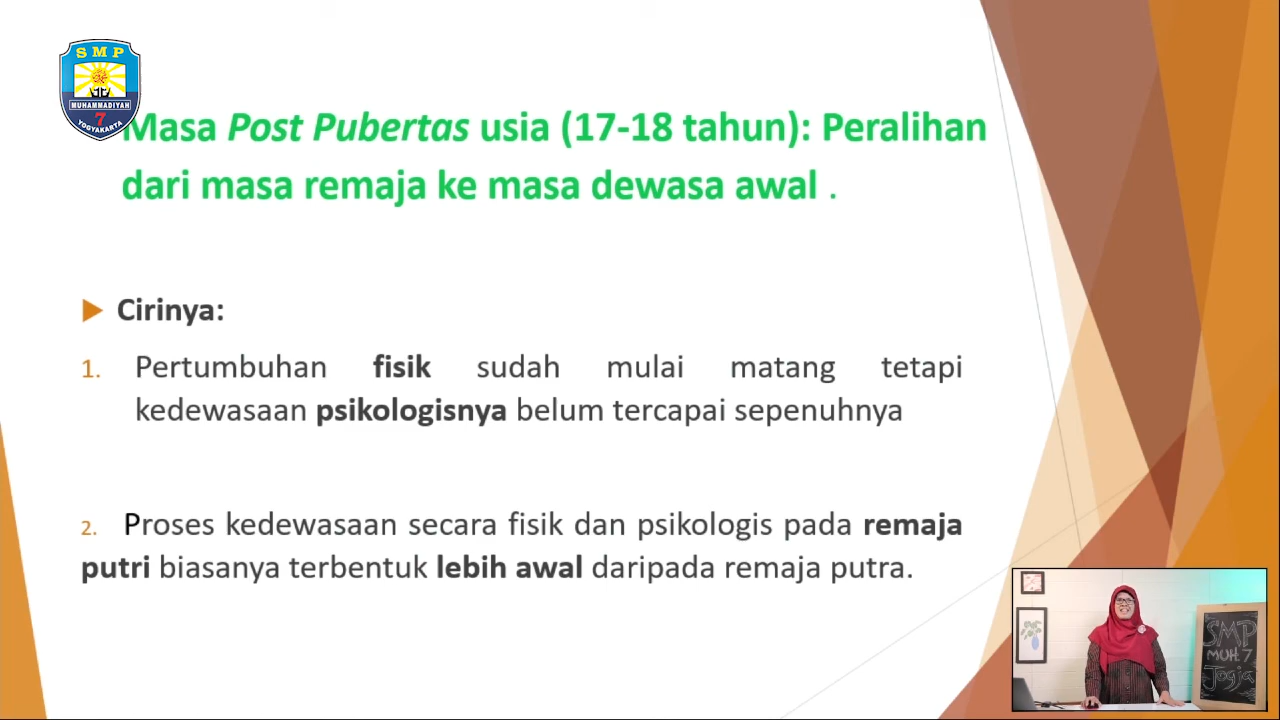 SMP
MUHAMMADIYAH
7
YOGYAKARTA
Masa Post Pubertas usia (17-18 tahun): Peralihan
dari masa remaja ke masa dewasa awal .
Cirinya:
1. Pertumbuhan fisik sudah mulai matang tetapi
kedewasaan psikologisnya belum tercapai sepenuhnya
2. Proses kedewasaan secara fisik dan psikologis pada remaja
putri biasanya terbentuk lebih awal daripada remaja putra.
SMP
MUH.7
Jogja